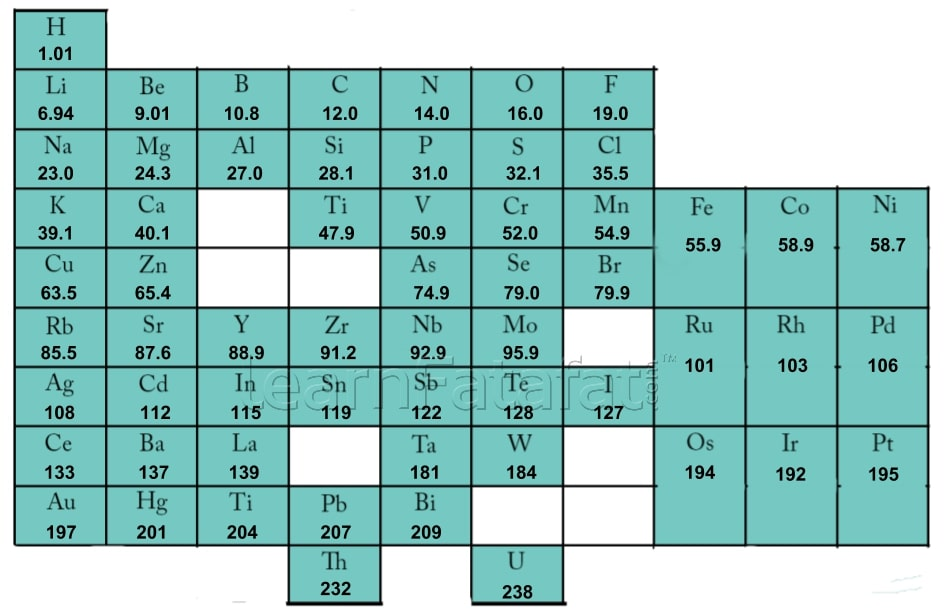 H
1.01
Li Be B C N O F
6.94 9.01 10.8 12.0 14.0 16.0 19.0
Na Mg Al Si P S Cl
23.0 24.3 27.0 28.1 31.0 32.1 35.5
K Ca Ti V Cr Mn Fe Co Ni
39.1 40.1 47.9 50.9 52.0 54.9 55.9 58.9 58.7
Cu Zn As Se Br
63.5 65.4 74.9 79.0 79.9
Rb Sr Y Zr Nb Mo Ru Rh Pd
85.5 87.6 88.9 91.2 92.9 95.9 101 103 106
learnfatafat.com™
Ag Cd In Sn Sb Te I
108 112 115 119 122 128 127
Ce Ba La Ta W Os Ir Pt
133 137 139 181 184 194 192 195
Au Hg Ti Pb Bi
197 201 204 207 209
Th U
232 238